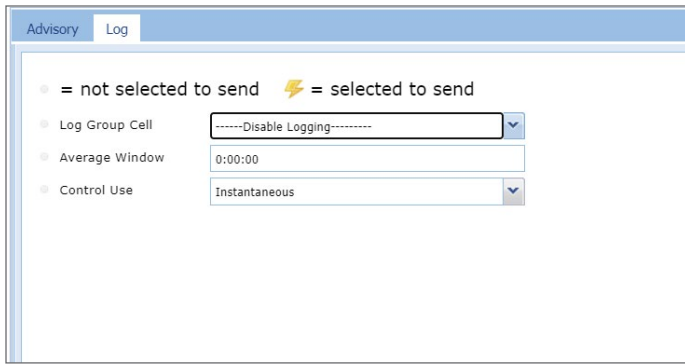 Advisory Log
= not selected to send = selected to send
Log Group Cell ------Disable Logging---------
Average Window 0:00:00
Control Use Instantaneous